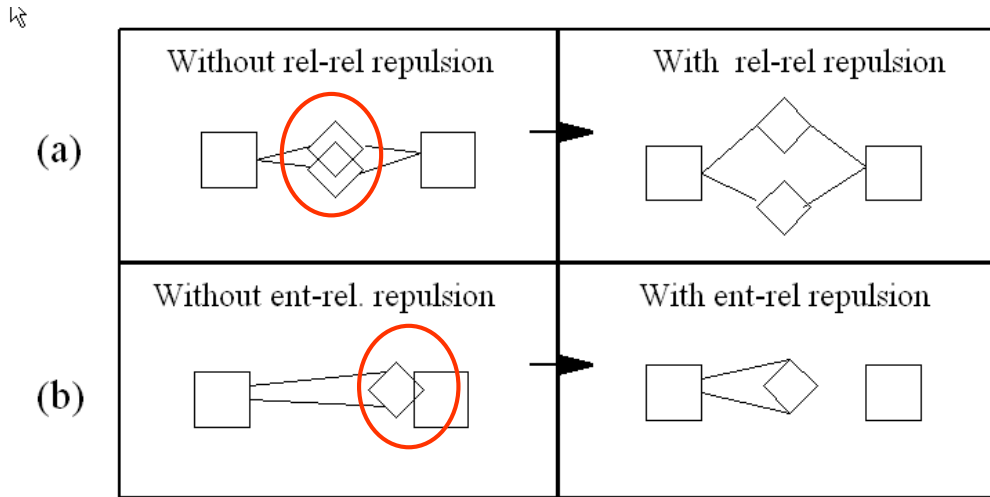 Without rel-rel repulsion
With rel-rel repulsion
(a)
Without ent-rel. repulsion
With ent-rel repulsion
(b)